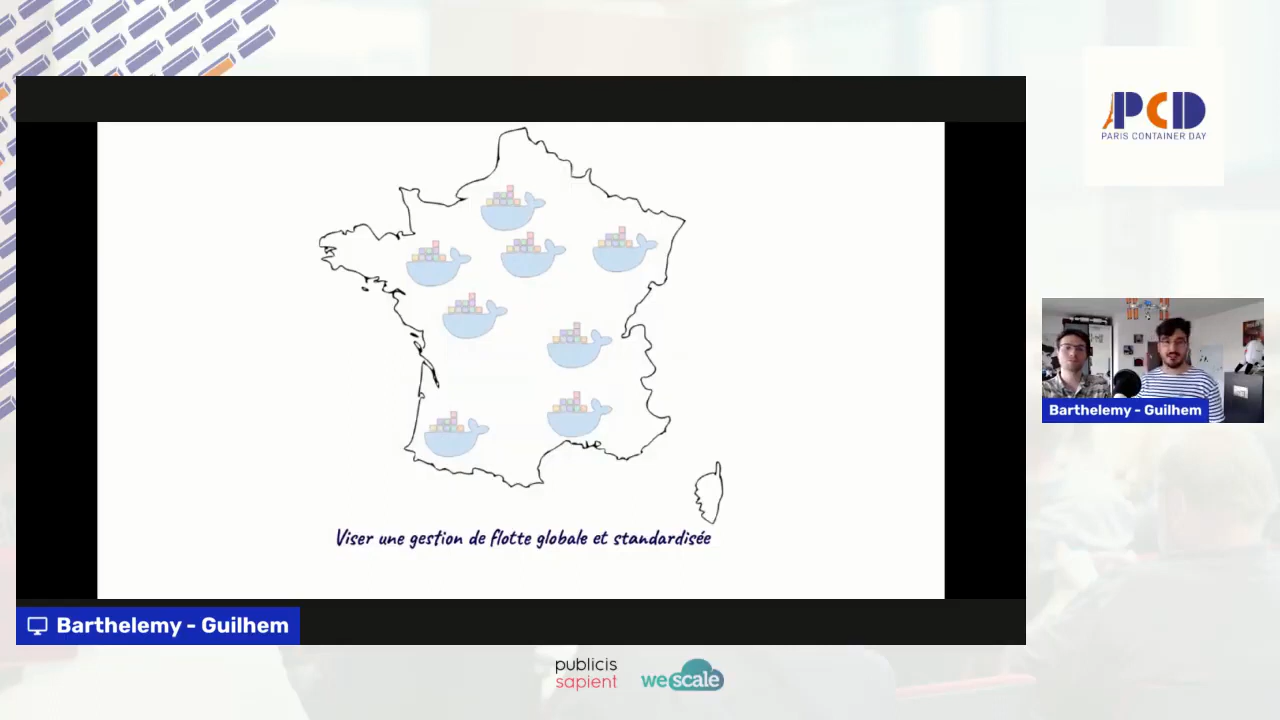 PCD
PARIS CONTAINER DAY
Viser une gestion de flotte globale et standardisée
Barthelemy - Guilhem
Barthelemy - Guilhem
publicis
sapient
wescale